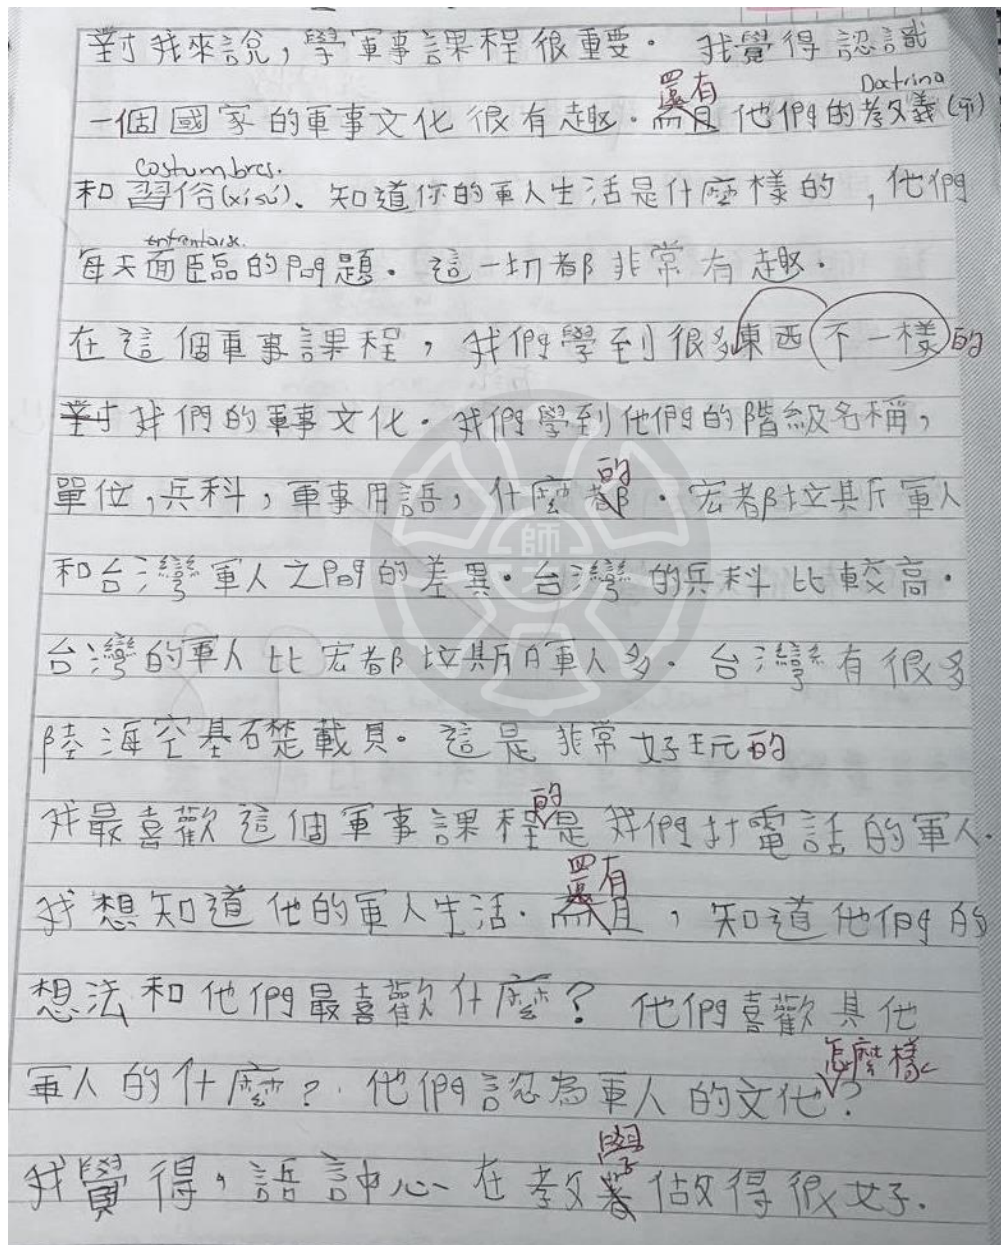 對我來說，學軍事課程很重要。我覺得認識
Doctrina
一個國家的軍事文化很有趣。而且還有他們的教義(yì)
costumbres.
和習俗(xísú)、知道你的軍人生活是什麼樣的，他們
enfrentarse.
每天面臨的問題。這一切都非常有趣。
在這個軍事課程，我們學到很多東西不一樣的
對我們的軍事文化。我們學到他們的階級名稱，
單位，兵科，軍事用語，什麼都的。宏都拉斯軍人
和台灣軍人之間的差異。台灣的兵科比較高。
台灣的軍人比宏都拉斯軍人多。台灣有很多
陸海空基礎載具。這是非常好玩的
我最喜歡這個軍事課程的是我們打電話的軍人。
我想知道他的軍人生活。而且還有，知道他們的
想法和他們最喜歡什麼？他們喜歡其他
軍人的什麼？他們認為軍人的文化怎麼樣？
我覺得，語言中心在教學做得很好.
師大